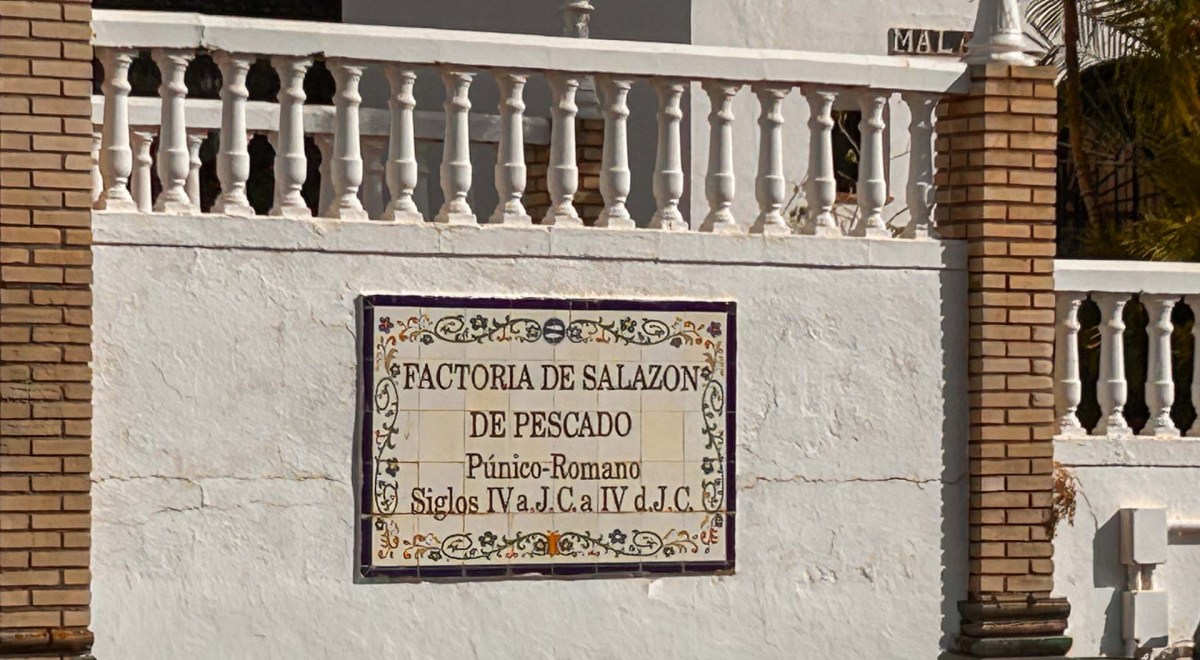 FACTORIA DE SALAZON
DE PESCADO
Púnico-Romano
Siglos IV a.J.C. a IV d.J.C.